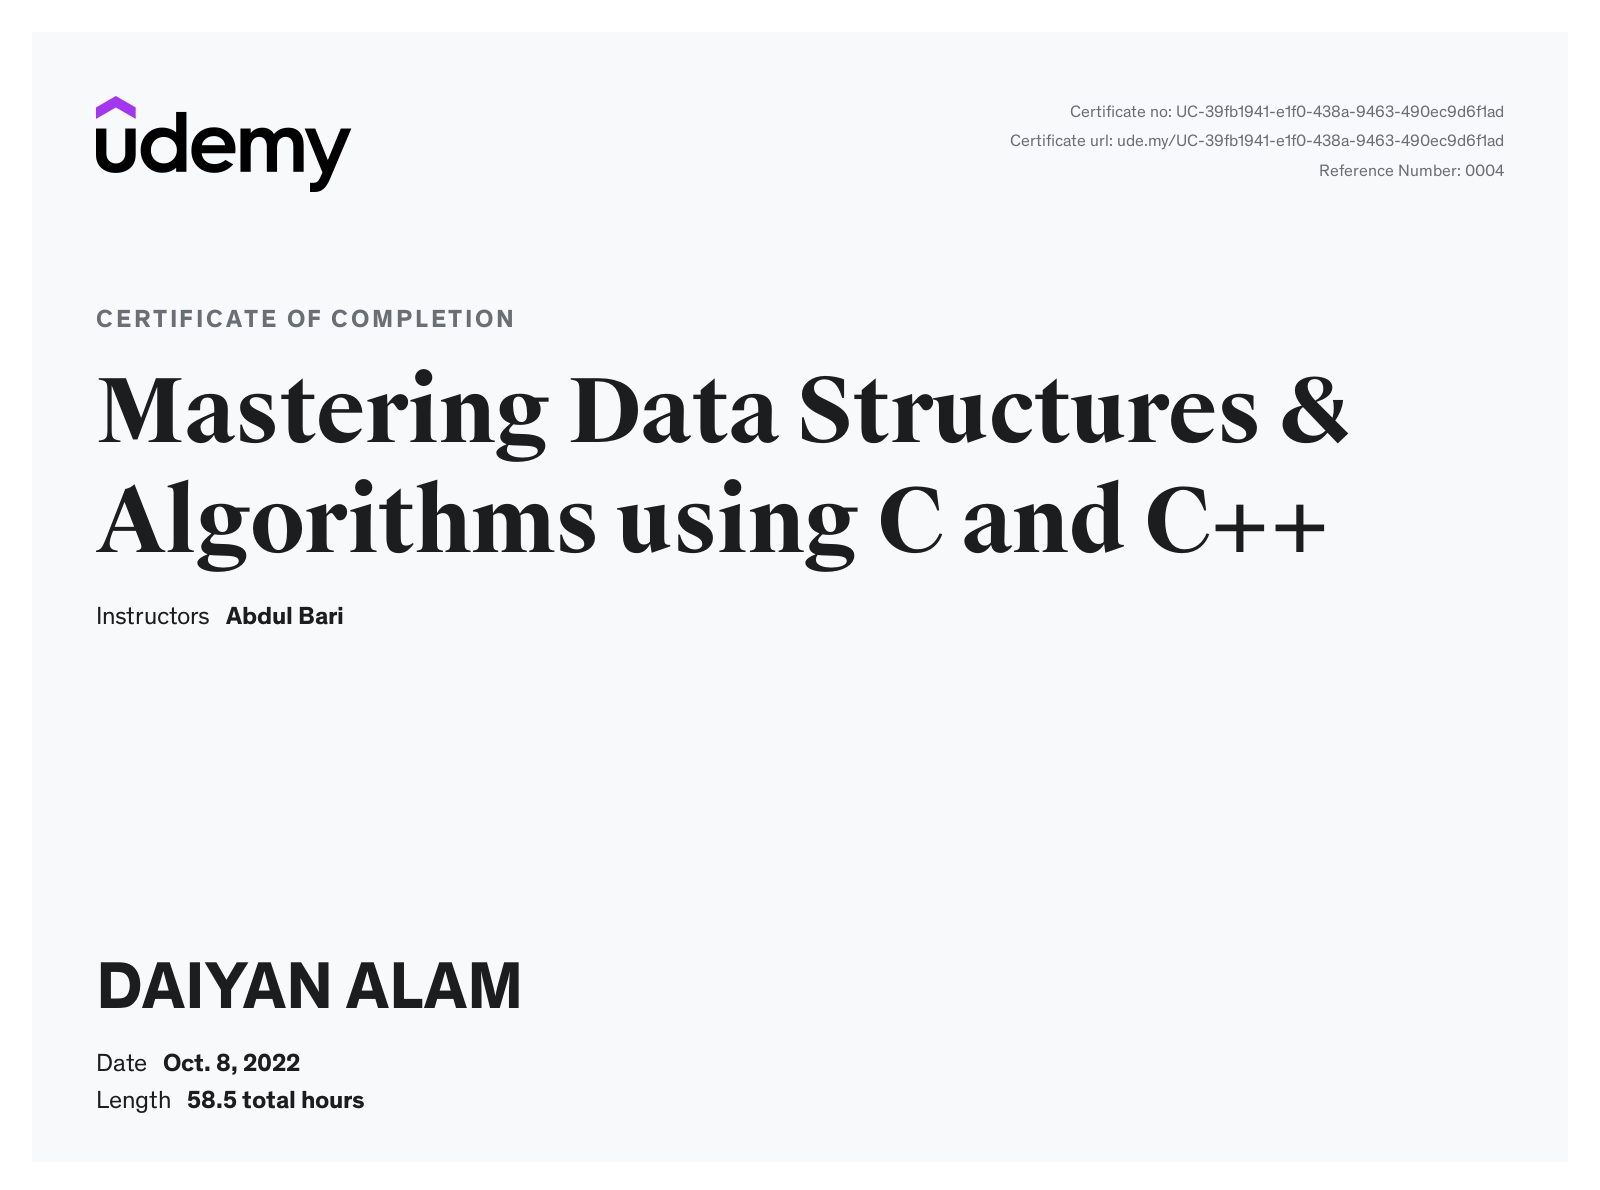 udemy
Certificate no: UC-39fb1941-e1f0-438a-9463-490ec9d6f1ad
Certificate url: ude.my/UC-39fb1941-e1f0-438a-9463-490ec9d6f1ad
Reference Number: 0004
CERTIFICATE OF COMPLETION
Mastering Data Structures &
Algorithms using C and C++
Instructors Abdul Bari
DAIYAN ALAM
Date Oct. 8, 2022
Length 58.5 total hours